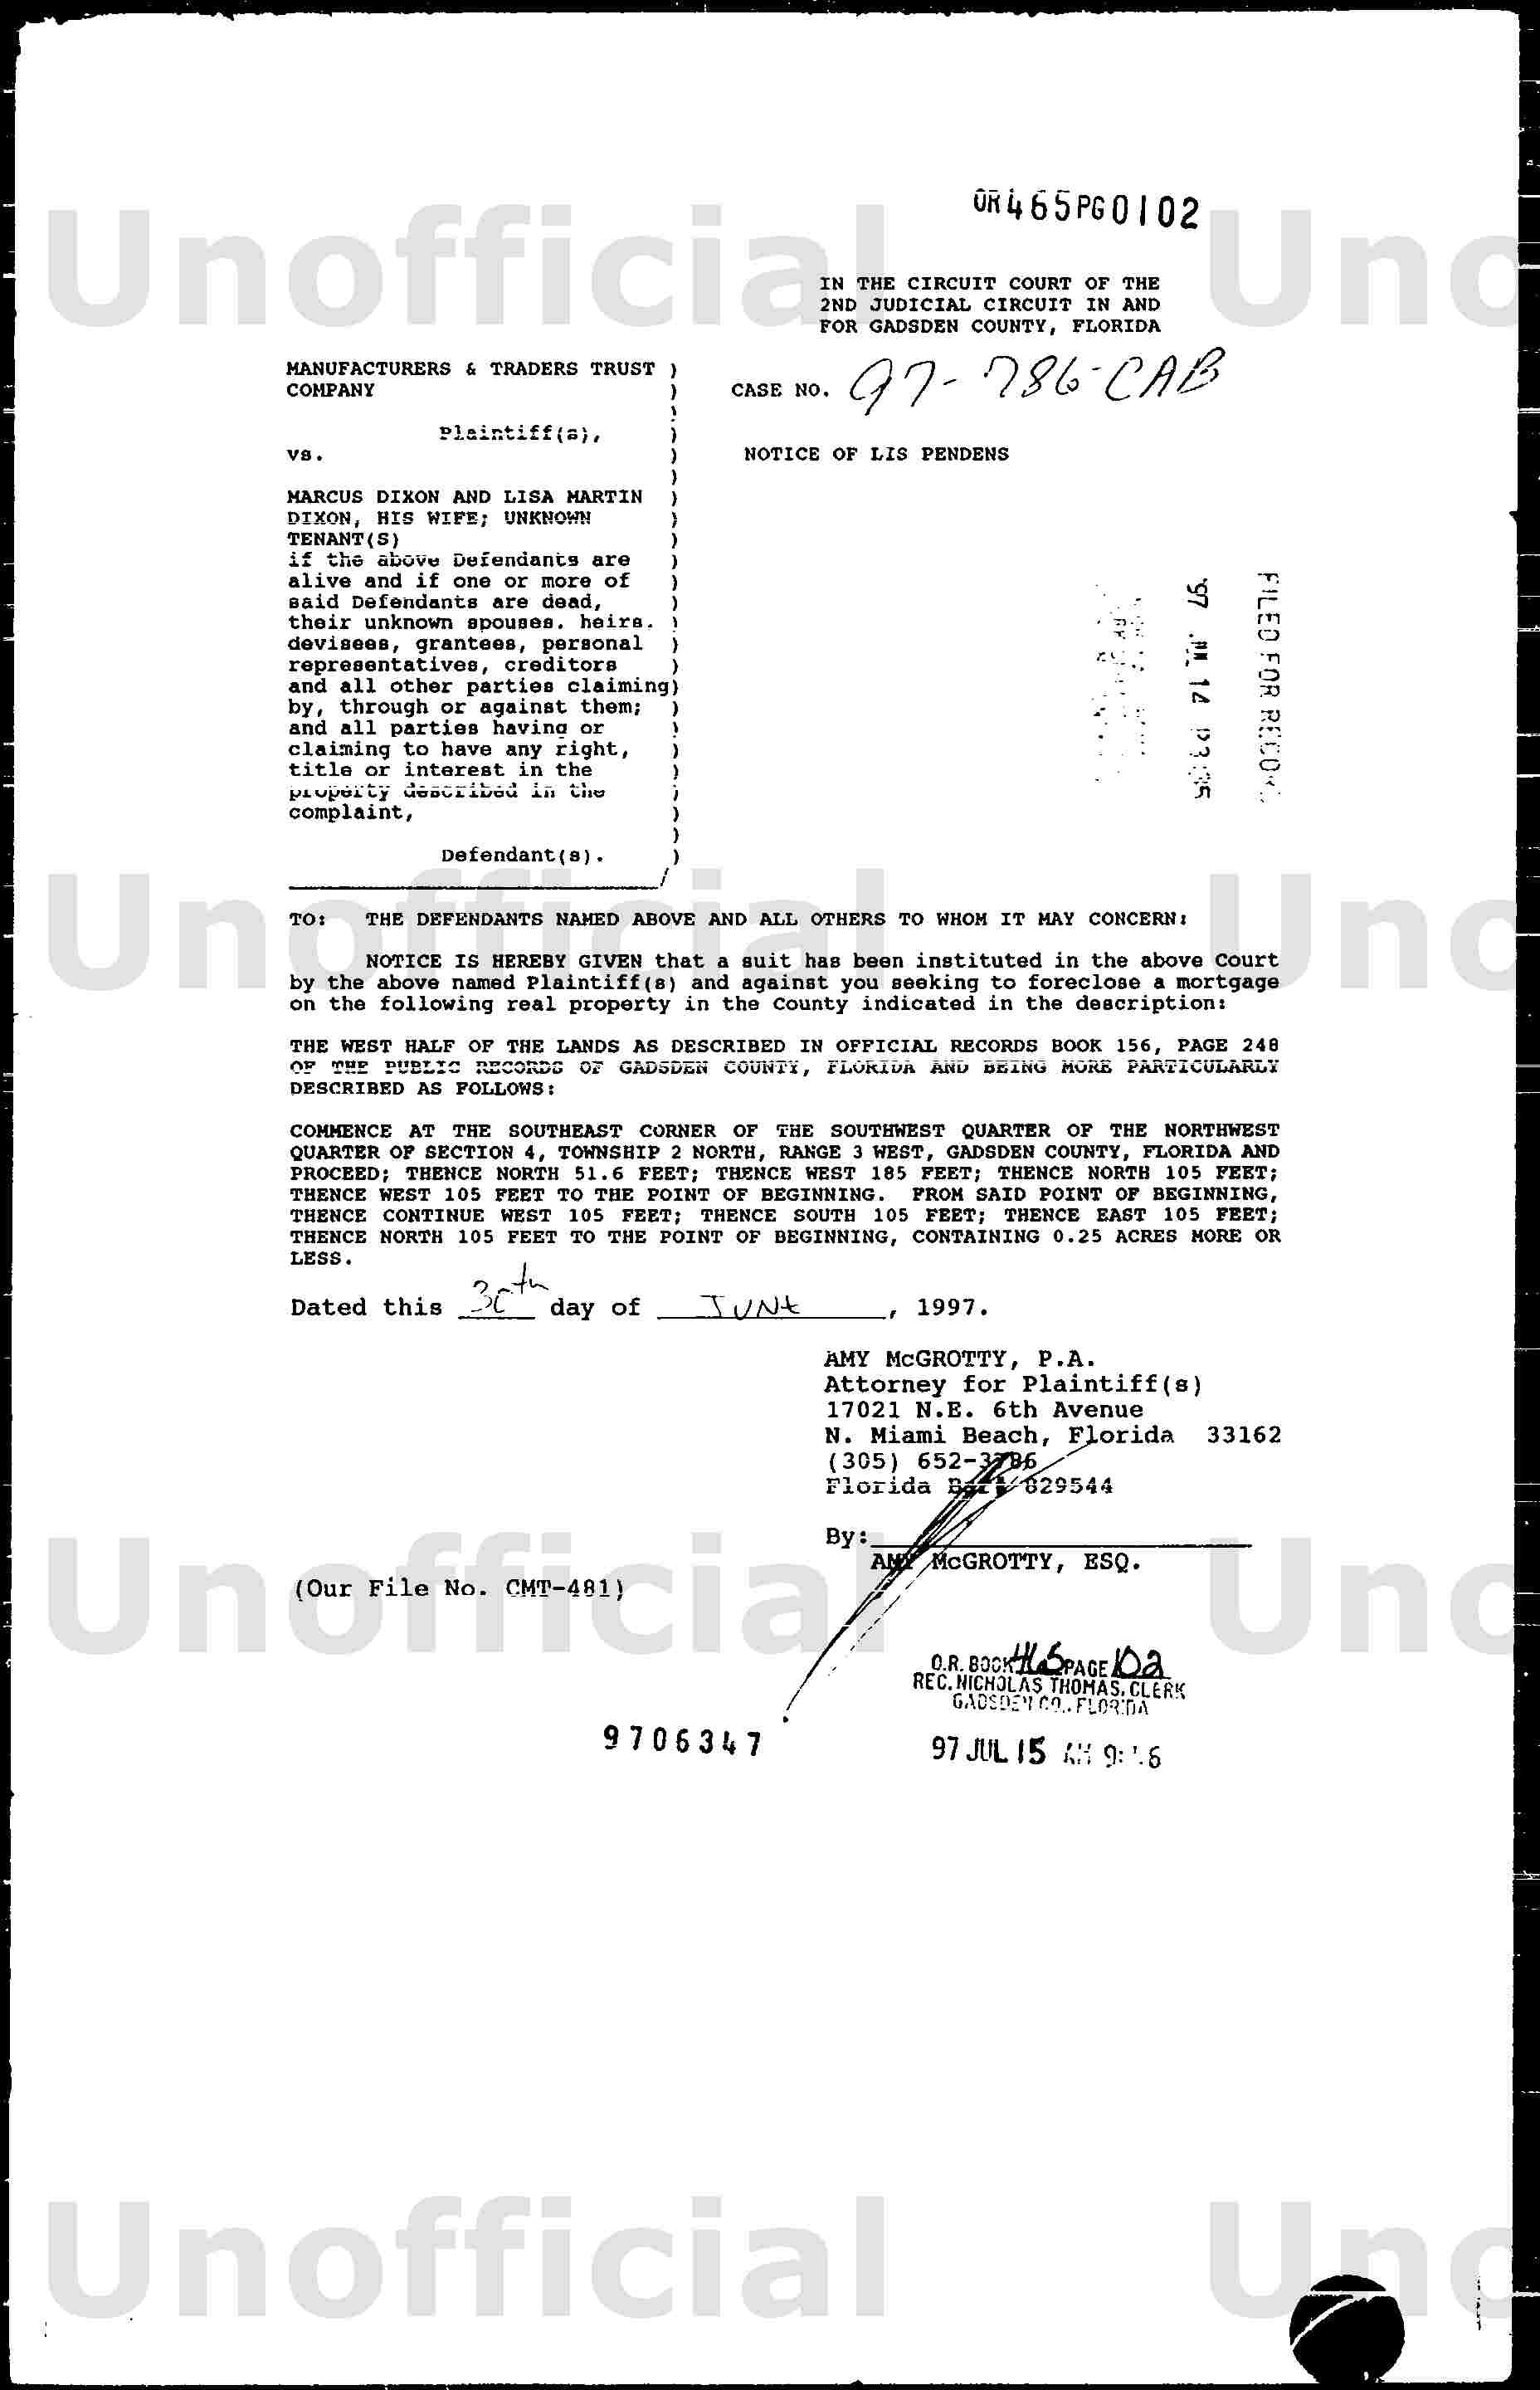 OR465PG0102
IN THE CIRCUIT COURT OF THE
2ND JUDICIAL CIRCUIT IN AND
FOR GADSDEN COUNTY, FLORIDA
MANUFACTURERS & TRADERS TRUST )
COMPANY )
CASE NO. 97-786-CAB
Plaintiff(s), )
vs. )
NOTICE OF LIS PENDENS
MARCUS DIXON AND LISA MARTIN )
DIXON, HIS WIFE; UNKNOWN )
TENANT(S) )
if the above Defendants are )
alive and if one or more of )
said Defendants are dead, )
their unknown spouses, heirs, )
devisees, grantees, personal )
representatives, creditors )
and all other parties claiming)
by, through or against them; )
and all parties having or )
claiming to have any right, )
title or interest in the )
property described in the )
complaint, )
Defendant(s). )
FILED FOR RECORD
'97 14
TO: THE DEFENDANTS NAMED ABOVE AND ALL OTHERS TO WHOM IT MAY CONCERN:
NOTICE IS HEREBY GIVEN that a suit has been instituted in the above Court
by the above named Plaintiff(s) and against you seeking to foreclose a mortgage
on the following real property in the County indicated in the description:
THE WEST HALF OF THE LANDS AS DESCRIBED IN OFFICIAL RECORDS BOOK 156, PAGE 248
OF THE PUBLIC RECORDS OF GADSDEN COUNTY, FLORIDA AND BEING MORE PARTICULARLY
DESCRIBED AS FOLLOWS:
COMMENCE AT THE SOUTHEAST CORNER OF THE SOUTHWEST QUARTER OF THE NORTHWEST
QUARTER OF SECTION 4, TOWNSHIP 2 NORTH, RANGE 3 WEST, GADSDEN COUNTY, FLORIDA AND
PROCEED; THENCE NORTH 51.6 FEET; THENCE WEST 185 FEET; THENCE NORTH 105 FEET;
THENCE WEST 105 FEET TO THE POINT OF BEGINNING. FROM SAID POINT OF BEGINNING,
THENCE CONTINUE WEST 105 FEET; THENCE SOUTH 105 FEET; THENCE EAST 105 FEET;
THENCE NORTH 105 FEET TO THE POINT OF BEGINNING, CONTAINING 0.25 ACRES MORE OR
LESS.
Dated this 30th day of JUNE, 1997.
AMY McGROTTY, P.A.
Attorney for Plaintiff(s)
17021 N.E. 6th Avenue
N. Miami Beach, Florida 33162
(305) 652-3786
Florida Bar# 829544
By:
AMY McGROTTY, ESQ.
(Our File No. CMT-481)
O.R. BOOK 465 PAGE 102
REC. NICHOLAS THOMAS, CLERK
GADSDEN CO., FLORIDA
9706347
97 JUL 15 AM
Unofficial
Unofficial
Unofficial
Unofficial